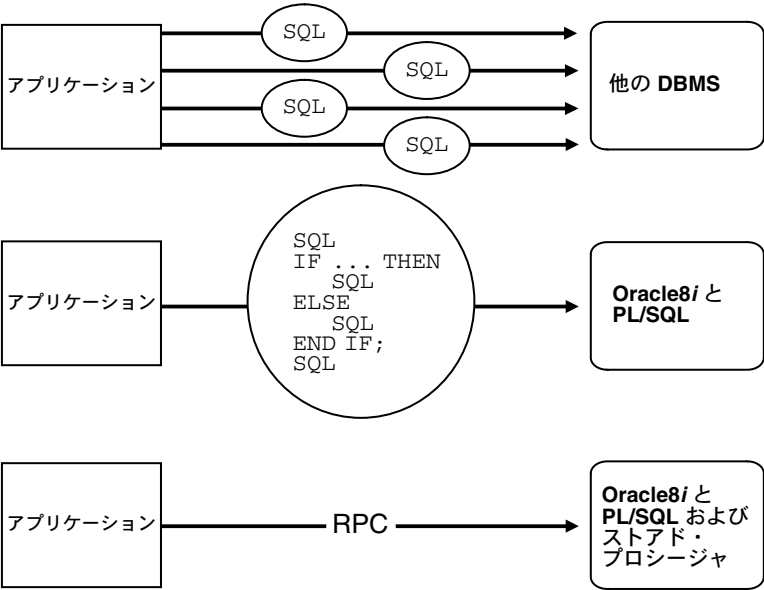 SQL
アプリケーション
SQL
他の DBMS
SQL
SQL
アプリケーション
SQL
IF ... THEN
SQL
ELSE
SQL
END IF;
SQL
Oracle8i と
PL/SQL
アプリケーション
RPC
Oracle8i と
PL/SQL および
ストアド・
プロシージャ